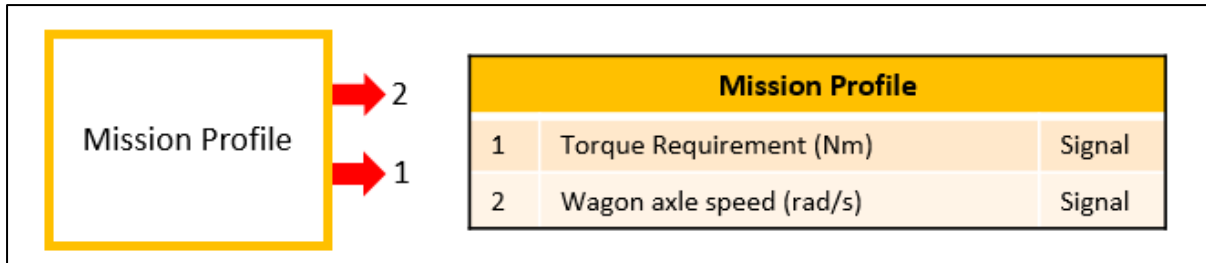 Mission Profile
2
1
Mission Profile
1 Torque Requirement (Nm) Signal
2 Wagon axle speed (rad/s) Signal